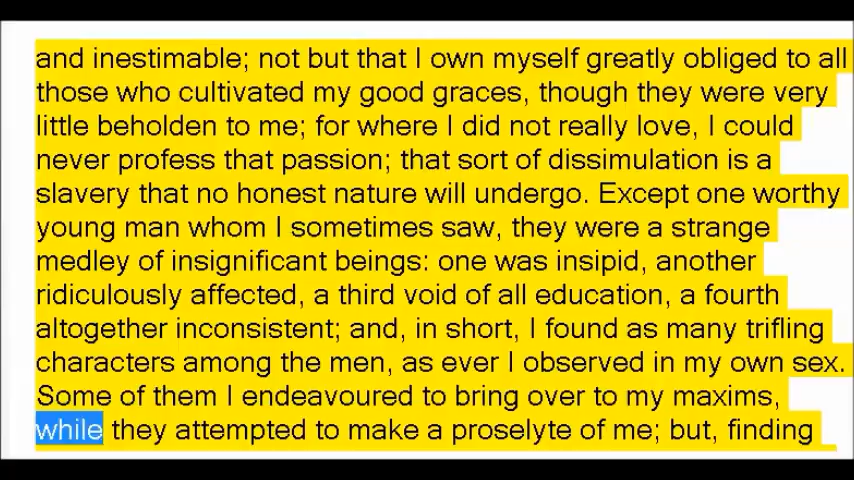 and inestimable; not but that I own myself greatly obliged to all
those who cultivated my good graces, though they were very
little beholden to me; for where I did not really love, I could
never profess that passion; that sort of dissimulation is a
slavery that no honest nature will undergo. Except one worthy
young man whom I sometimes saw, they were a strange
medley of insignificant beings: one was insipid, another
ridiculously affected, a third void of all education, a fourth
altogether inconsistent; and, in short, I found as many trifling
characters among the men, as ever I observed in my own sex.
Some of them I endeavoured to bring over to my maxims,
while they attempted to make a proselyte of me; but, finding